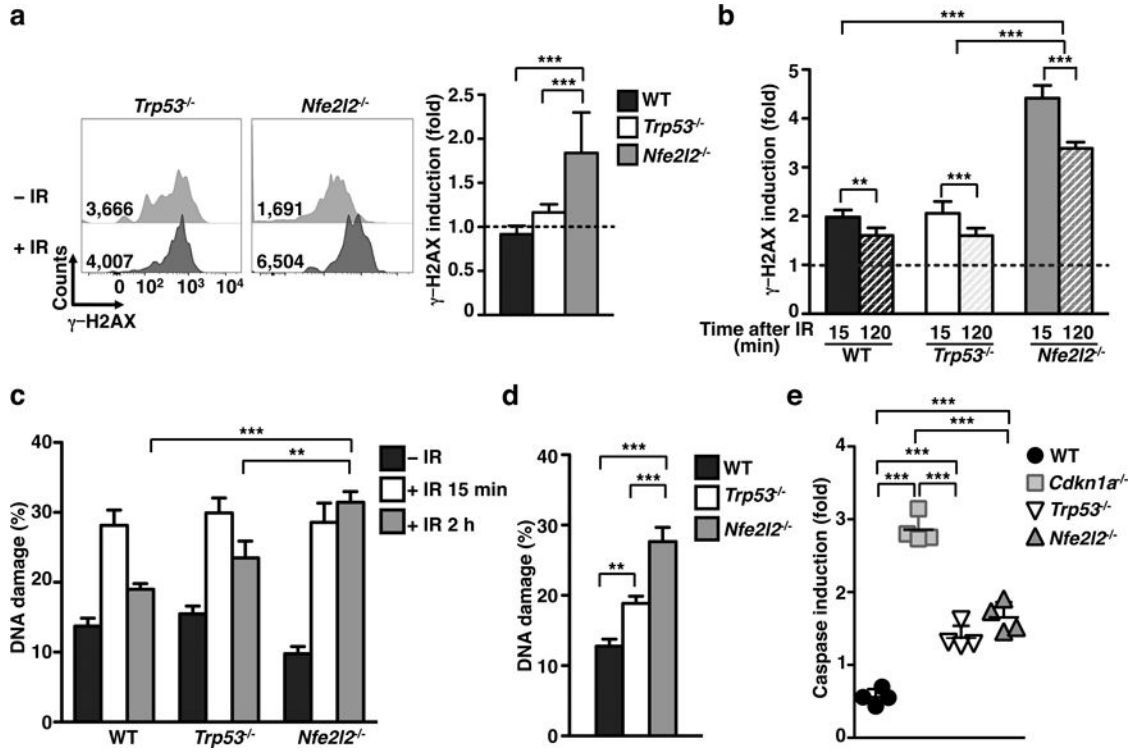 a
Trp53-/-
Nfe2l2-/-
– IR
3,666
1,691
+ IR
4,007
6,504
0 10² 10³ 10⁴
0 10² 10³ 10⁴
Counts
γ–H2AX
γ–H2AX induction (fold)
2.5
2.0
1.5
1.0
0.5
0
***
***
WT
Trp53-/-
Nfe2l2-/-
b
γ–H2AX induction (fold)
5
4
3
2
1
0
***
***
***
**
***
Time after IR
(min)
15 120 15 120 15 120
WT Trp53-/- Nfe2l2-/-
c
DNA damage (%)
40
30
20
10
0
***
**
– IR
+ IR 15 min
+ IR 2 h
WT Trp53-/- Nfe2l2-/-
d
DNA damage (%)
40
30
20
10
0
***
***
**
WT
Trp53-/-
Nfe2l2-/-
e
Caspase induction (fold)
4
3
2
1
0
***
***
***
*** ***
WT
Cdkn1a-/-
Trp53-/-
Nfe2l2-/-